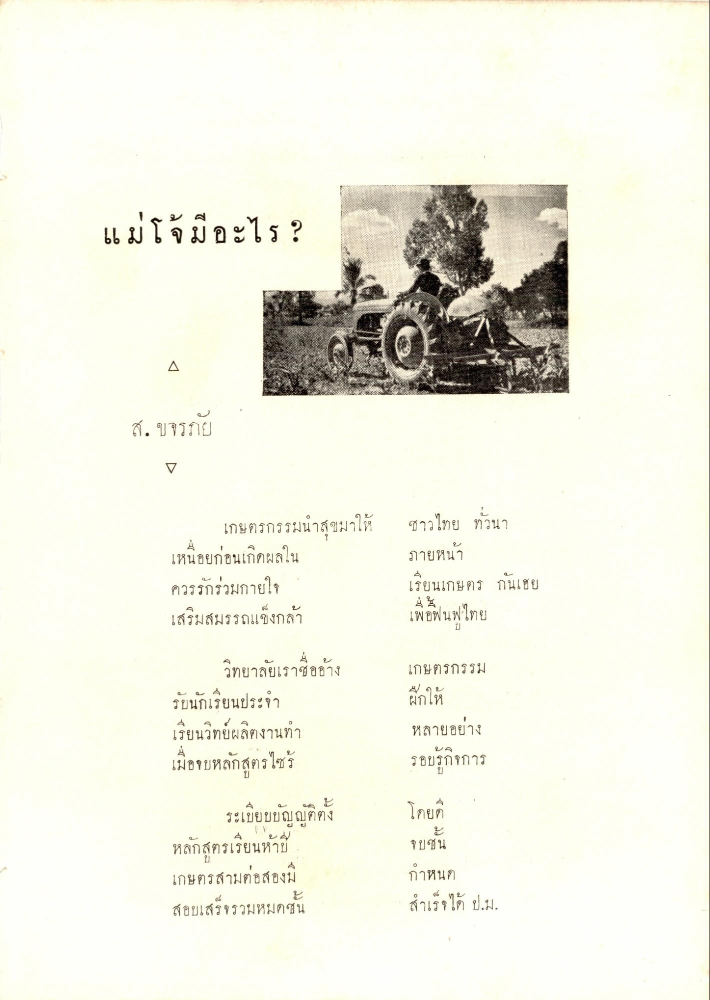 แม่โจ้มีอะไร?
△
ส. ขจรภัย
▽
เกษตรกรรมนำสุขมาให้ ชาวไทย ทั่วนา
เหนื่อยก่อนเกิดผลใน ภายหน้า
ควรรักร่วมกายใจ เรียนเกษตร กันเฮย
เสริมสมรรถแข็งกล้า เพื่อฟื้นฟูไทย
วิทยาลัยเราชื่ออ้าง เกษตรกรรม
รับนักเรียนประจำ ฝึกให้
เรียนวิทย์ผลิตงานทำ หลายอย่าง
เมื่อจบหลักสูตรไซร้ รอบรู้กิจการ
ระเบียบบัญญัติตั้ง โดยดี
หลักสูตรเรียนห้าปี จบชั้น
เกษตรสามต่อสองมี กำหนด
สอบเสร็จรวมหมดชั้น สำเร็จได้ ป.ม.